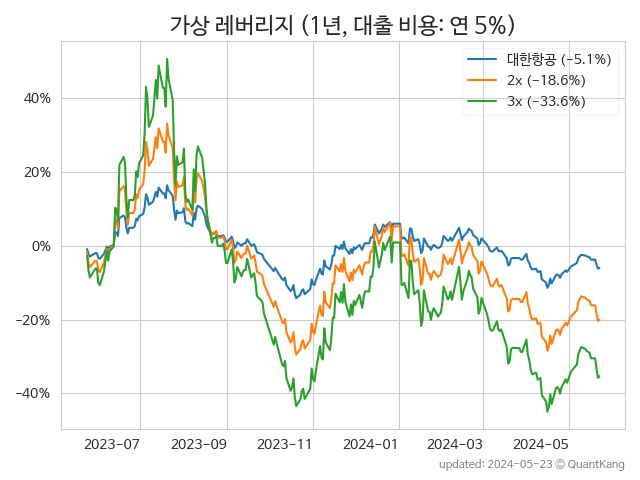 가상 레버리지 (1년, 대출 비용: 연 5%)
대한항공 (−5.1%)
2x (−18.6%)
3x (−33.6%)
40%
20%
0%
−20%
−40%
2023-07 2023-09 2023-11 2024-01 2024-03 2024-05
updated: 2024-05-23 © QuantKang